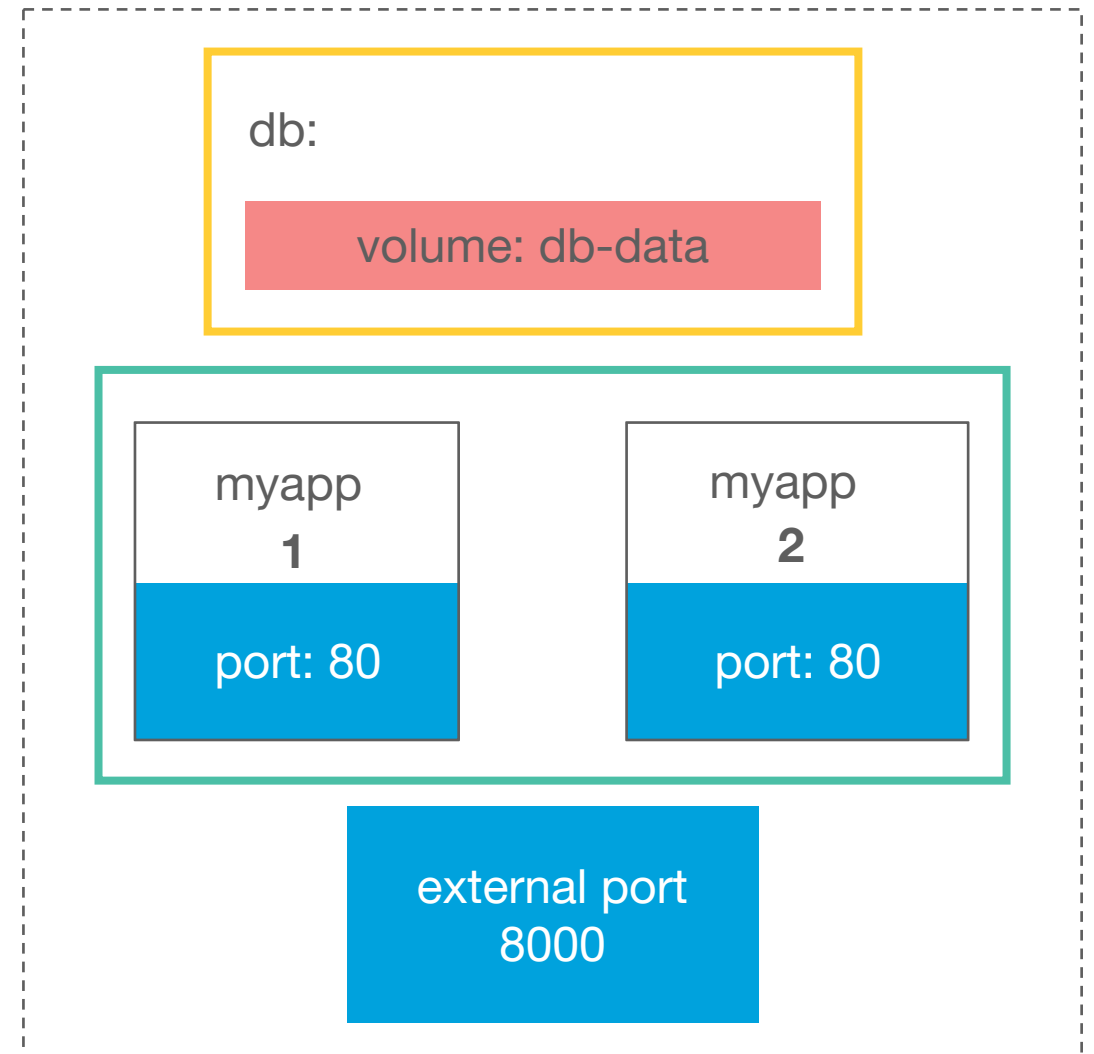 db:
volume: db-data
myapp
1
port: 80
myapp
2
port: 80
external port
8000